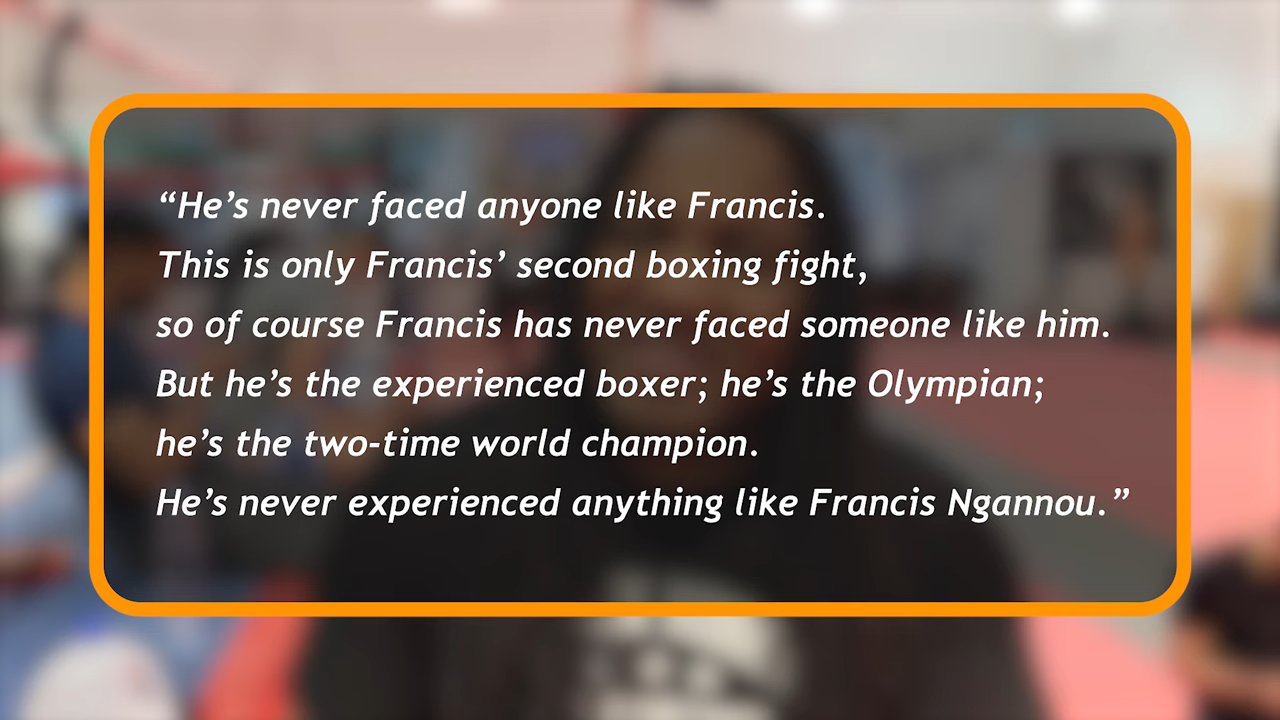 “He’s never faced anyone like Francis.
This is only Francis’ second boxing fight,
so of course Francis has never faced someone like him.
But he’s the experienced boxer; he’s the Olympian;
he’s the two-time world champion.
He’s never experienced anything like Francis Ngannou.”